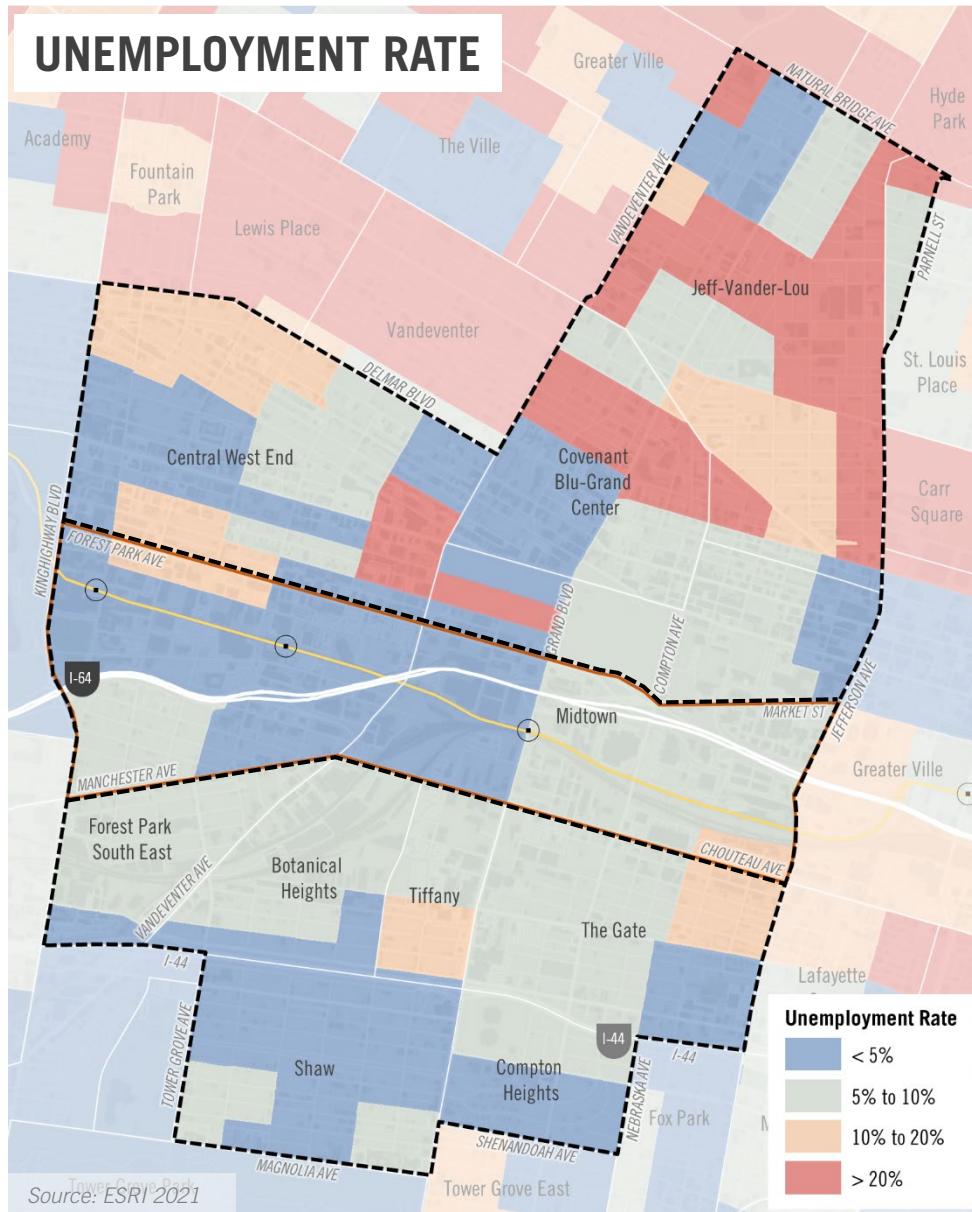 UNEMPLOYMENT RATE
Greater Ville
NATURAL BRIDGE AVE
Hyde
Park
Academy
The Ville
Fountain
Park
VANDEVENTER AVE
Lewis Place
PARNELL ST
Jeff-Vander-Lou
Vandeventer
St. Louis
Place
DELMAR BLVD
Central West End
Covenant
Blu-Grand
Center
Carr
Square
KINGHIGHWAY BLVD
FOREST PARK AVE
GRAND BLVD
COMPTON AVE
I-64
Midtown
MARKET ST
JEFFERSON AVE
MANCHESTER AVE
Greater Ville
Forest Park
South East
CHOUTEAU AVE
Botanical
Heights
VANDEVENTER AVE
Tiffany
The Gate
I-44
Lafayette
TOWER GROVE AVE
I-44
I-44
Shaw
Compton
Heights
NEBRASKA AVE
Fox Park
SHENANDOAH AVE
MAGNOLIA AVE
Tower Grove Park
Tower Grove East
Source: ESRI 2021
Unemployment Rate
< 5%
5% to 10%
10% to 20%
> 20%